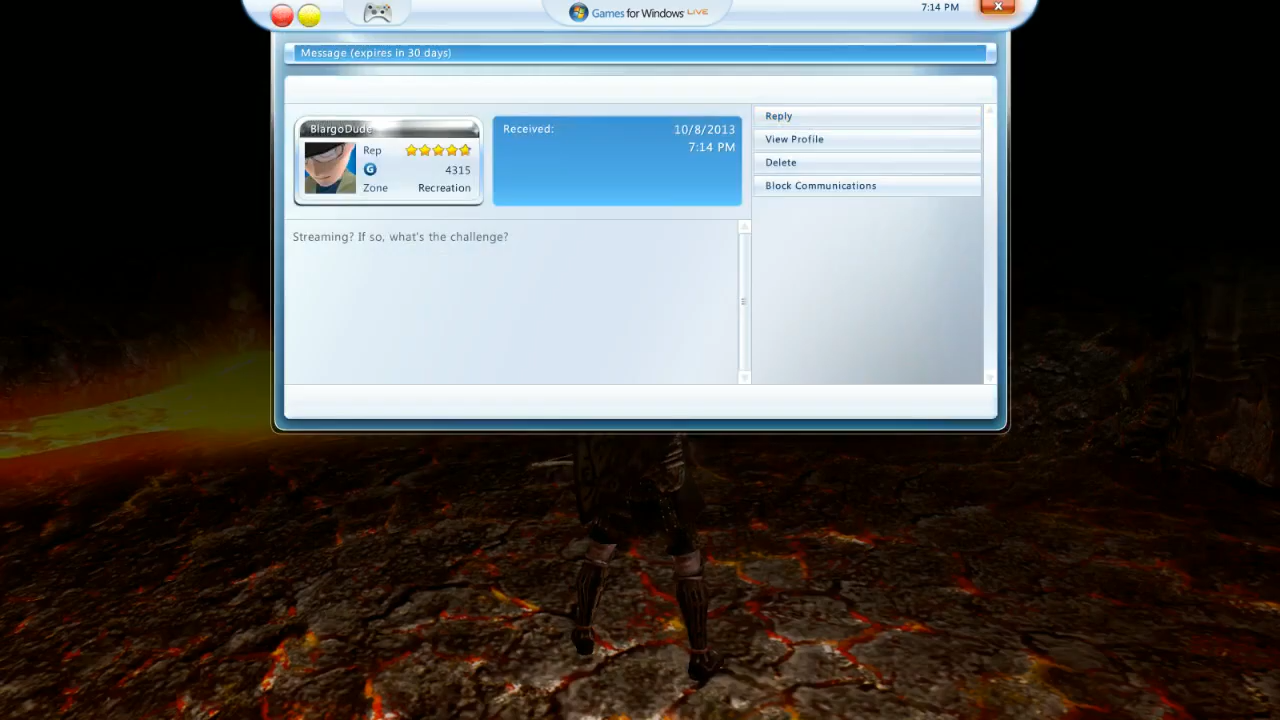 Games for Windows LIVE
7:14 PM
X
Message (expires in 30 days)
BlargoDude
Rep
G 4315
Zone Recreation
Received: 10/8/2013
7:14 PM
Reply
View Profile
Delete
Block Communications
Streaming? If so, what's the challenge?